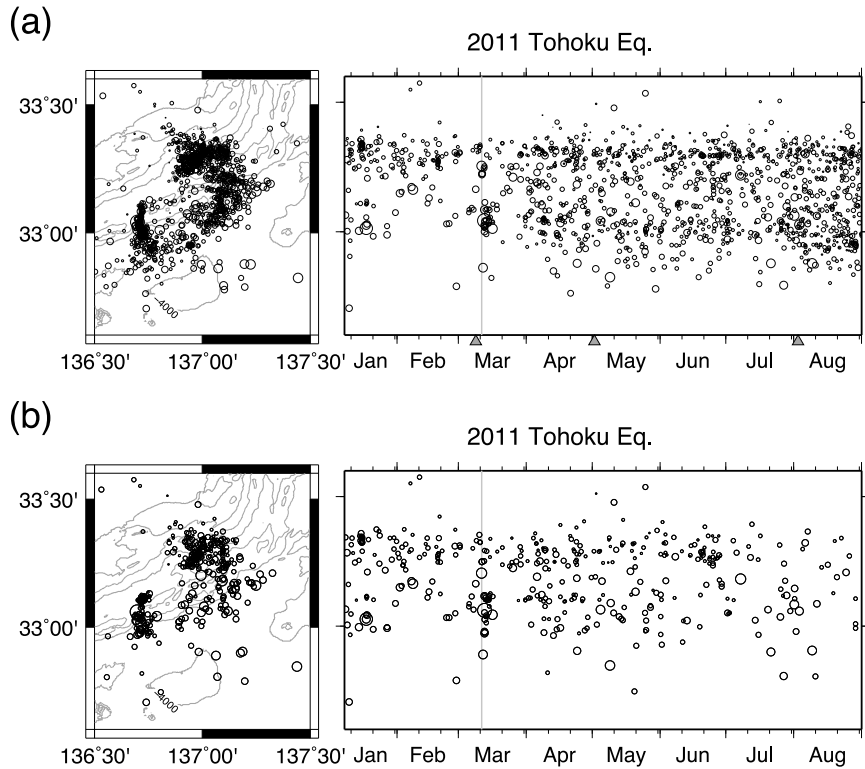 (a)
2011 Tohoku Eq.
33°30'
33°00'
-4000
136°30' 137°00' 137°30' Jan Feb Mar Apr May Jun Jul Aug
(b)
2011 Tohoku Eq.
33°30'
33°00'
-4000
136°30' 137°00' 137°30' Jan Feb Mar Apr May Jun Jul Aug